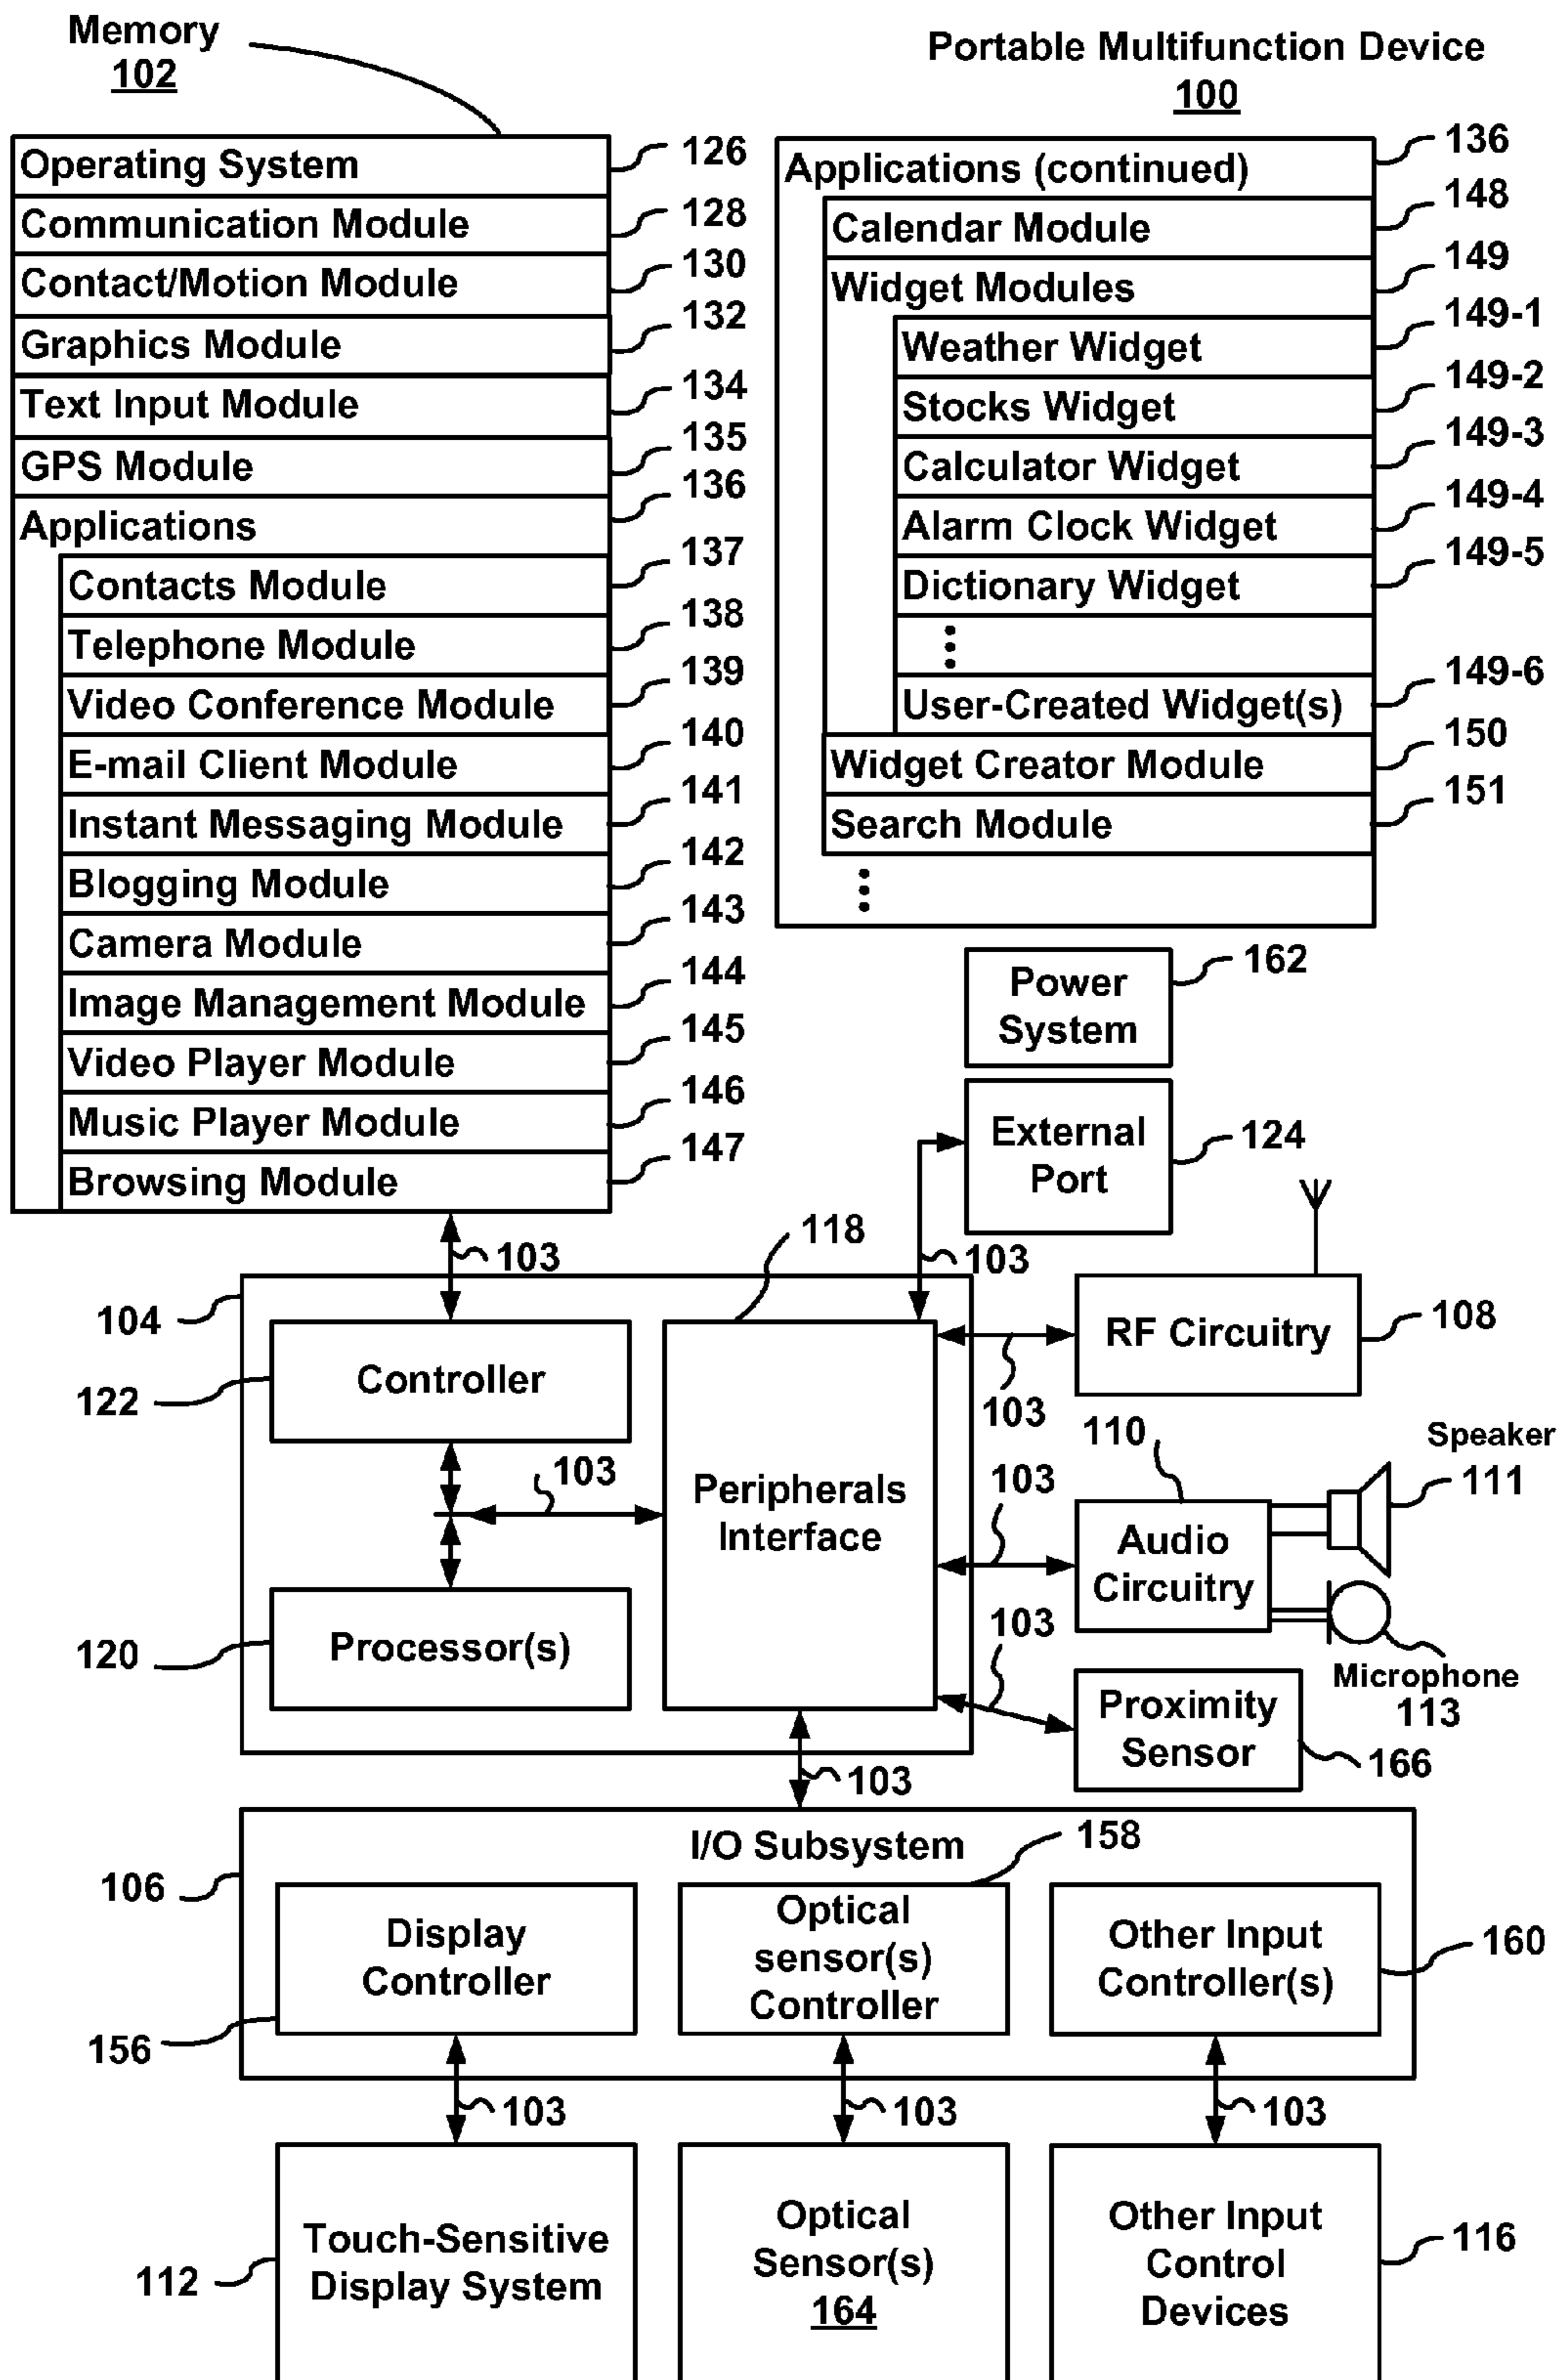 Memory
102
Portable Multifunction Device
100
Operating System
126
Communication Module
128
Contact/Motion Module
130
Graphics Module
132
Text Input Module
134
GPS Module
135
Applications
136
Contacts Module
137
Telephone Module
138
Video Conference Module
139
E-mail Client Module
140
Instant Messaging Module
141
Blogging Module
142
Camera Module
143
Image Management Module
144
Video Player Module
145
Music Player Module
146
Browsing Module
147
Applications (continued)
136
Calendar Module
148
Widget Modules
149
Weather Widget
149-1
Stocks Widget
149-2
Calculator Widget
149-3
Alarm Clock Widget
149-4
Dictionary Widget
149-5
User-Created Widget(s)
149-6
Widget Creator Module
150
Search Module
151
Power
System
162
External
Port
124
103
118
103
104
Controller
122
RF Circuitry
108
103
103
Peripherals
Interface
110
Speaker
111
103
Audio
Circuitry
Processor(s)
120
103
Microphone
113
Proximity
Sensor
166
103
I/O Subsystem
106
158
Display
Controller
156
Optical
sensor(s)
Controller
Other Input
Controller(s)
160
103
103
103
Touch-Sensitive
Display System
112
Optical
Sensor(s)
164
Other Input
Control
Devices
116